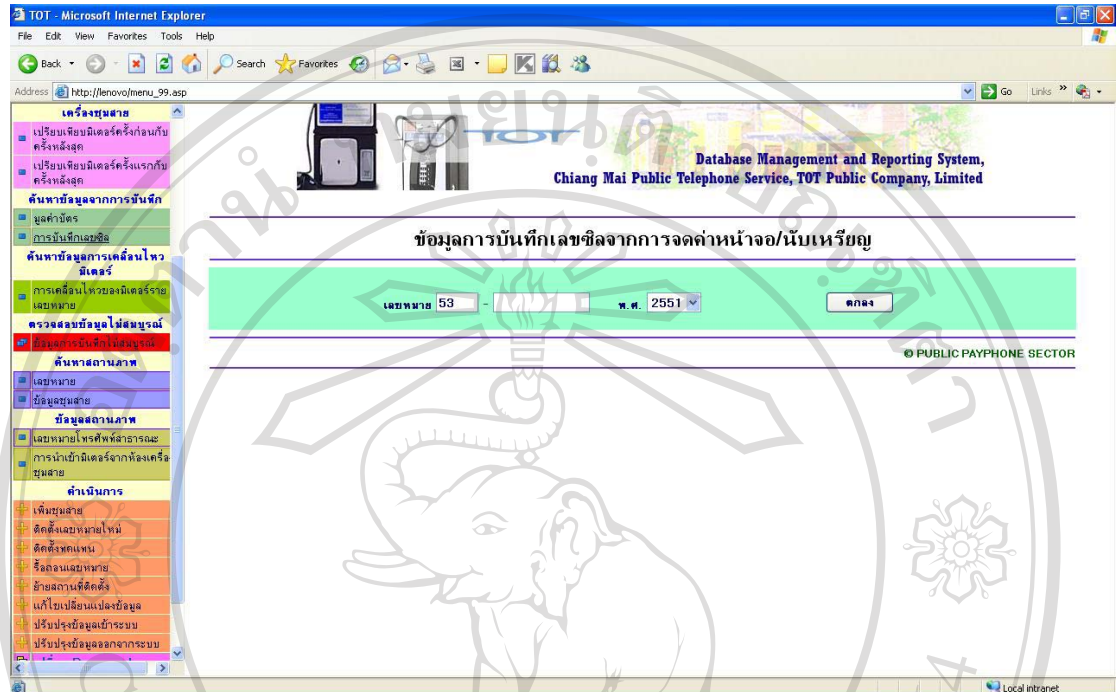 TOT - Microsoft Internet Explorer
File Edit View Favorites Tools Help
Back Search Favorites
Address http://lenovo/menu_99.asp Go Links
TOT
Database Management and Reporting System,
Chiang Mai Public Telephone Service, TOT Public Company, Limited
เครื่องชุมสาย
เปรียบเทียบมิเตอร์ครั้งก่อนกับ
ครั้งหลังสุด
เปรียบเทียบมิเตอร์ครั้งแรกกับ
ครั้งหลังสุด
ค้นหาข้อมูลจากการบันทึก
มูลค่าบัตร
การบันทึกเลขซิล
ค้นหาข้อมูลการเคลื่อนไหว
มิเตอร์
การเคลื่อนไหวของมิเตอร์ราย
เลขหมาย
ตรวจสอบข้อมูลไม่สมบูรณ์
ข้อมูลการบันทึกไม่สมบูรณ์
ค้นหาสถานภาพ
เลขหมาย
ข้อมูลชุมสาย
ข้อมูลสถานภาพ
เลขหมายโทรศัพท์สาธารณะ
การนำเข้ามิเตอร์จากห้องเครื่อ
ชุมสาย
ดำเนินการ
เพิ่มชุมสาย
ติดตั้งเลขหมายใหม่
ติดตั้งทดแทน
รื้อถอนเลขหมาย
ย้ายสถานที่ติดตั้ง
แก้ไขเปลี่ยนแปลงข้อมูล
ปรับปรุงข้อมูลเข้าระบบ
ปรับปรุงข้อมูลออกจากระบบ
ข้อมูลการบันทึกเลขซิลจากการจดค่าหน้าจอ/นับเหรียญ
เลขหมาย 53 - พ.ศ. 2551 ตกลง
© PUBLIC PAYPHONE SECTOR
Local intranet